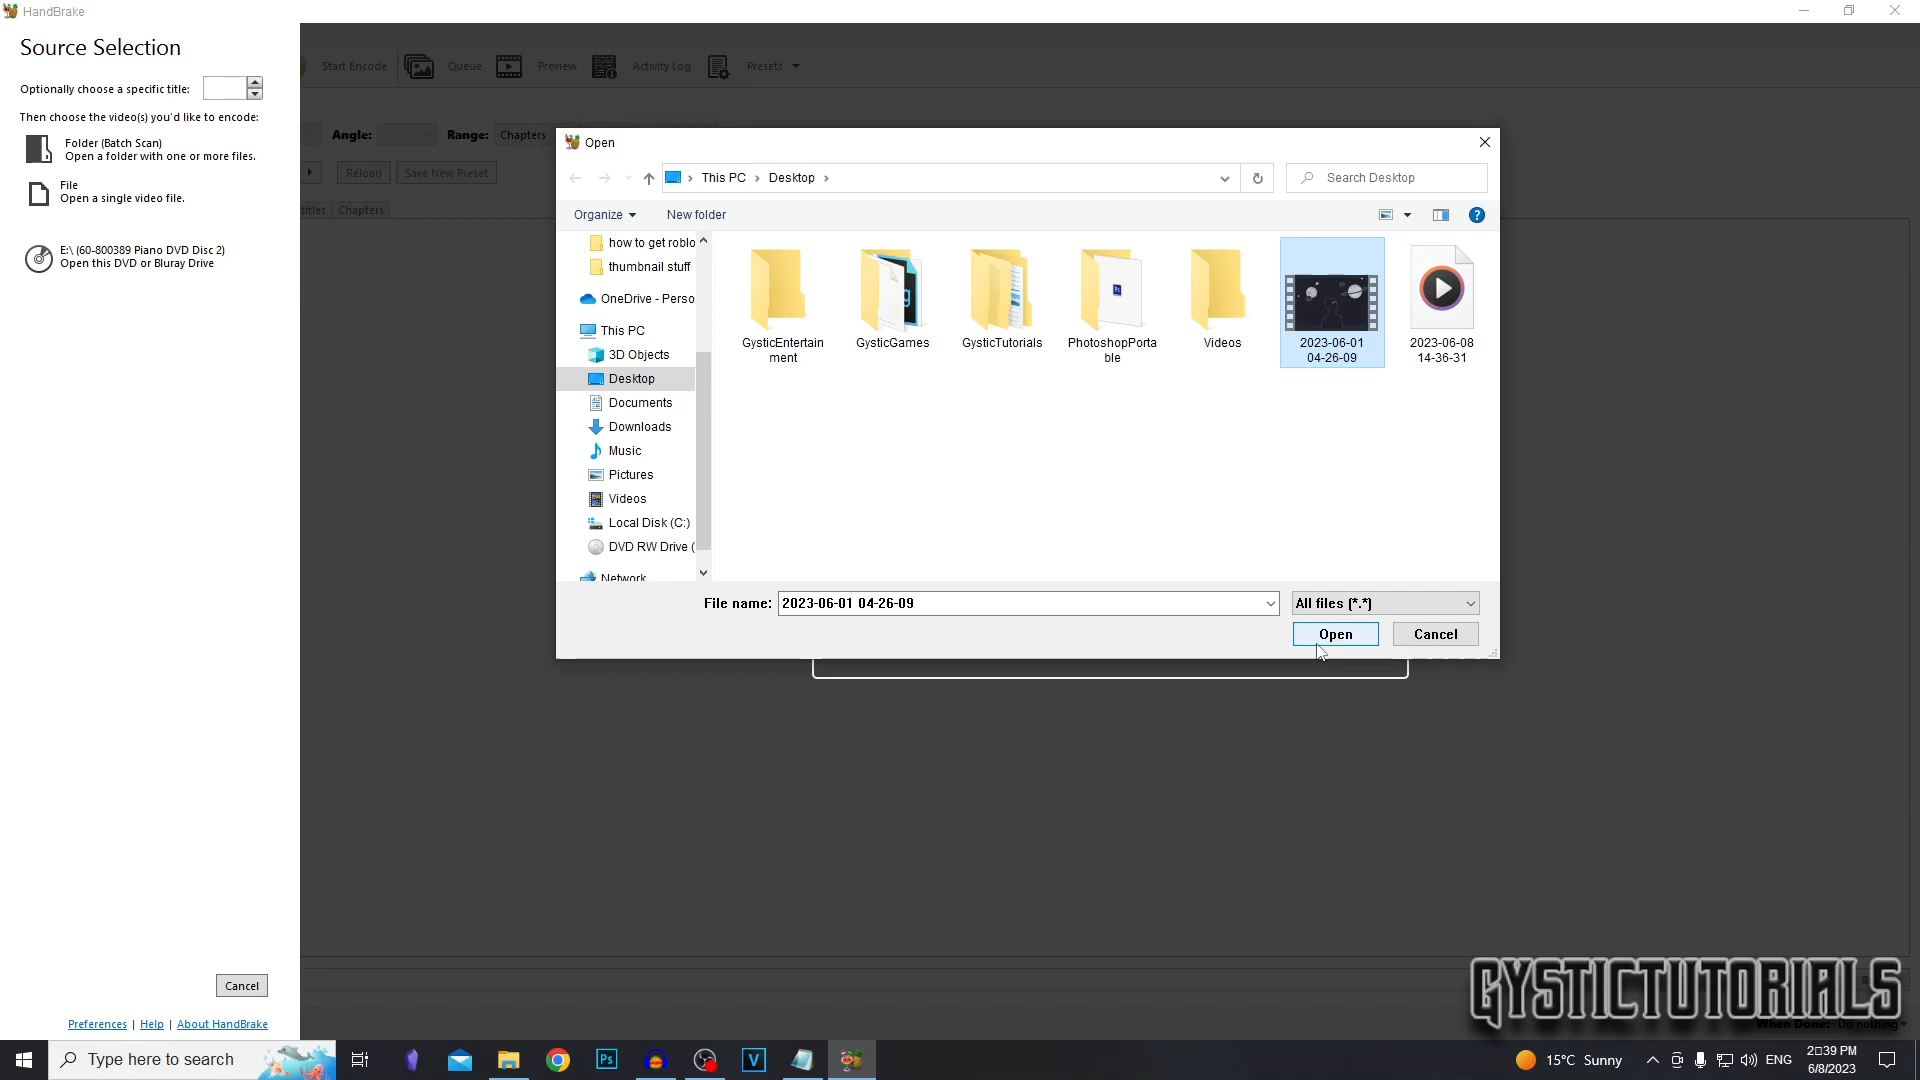 HandBrake
Source Selection
Optionally choose a specific title:
Then choose the video(s) you'd like to encode:
Folder (Batch Scan)
Open a folder with one or more files.
File
Open a single video file.
E:\ (60-800389 Piano DVD Disc 2)
Open this DVD or Bluray Drive
Cancel
Preferences | Help | About HandBrake
Start Encode
Queue
Preview
Activity Log
Presets
Angle:
Range:
Chapters
Reload
Save New Preset
Chapters
Open
This PC
Desktop
Search Desktop
Organize
New folder
how to get roblo
thumbnail stuff
OneDrive - Perso
This PC
3D Objects
Desktop
Documents
Downloads
Music
Pictures
Videos
Local Disk (C:)
DVD RW Drive (
Network
GysticEntertain
ment
GysticGames
GysticTutorials
PhotoshopPorta
ble
Videos
2023-06-01
04-26-09
2023-06-08
14-36-31
File name:
2023-06-01 04-26-09
All files (*.*)
Open
Cancel
GYSTICTUTORIALS
When Done: Do nothing
Type here to search
Ps
V
15°C Sunny
ENG
2:39 PM
6/8/2023